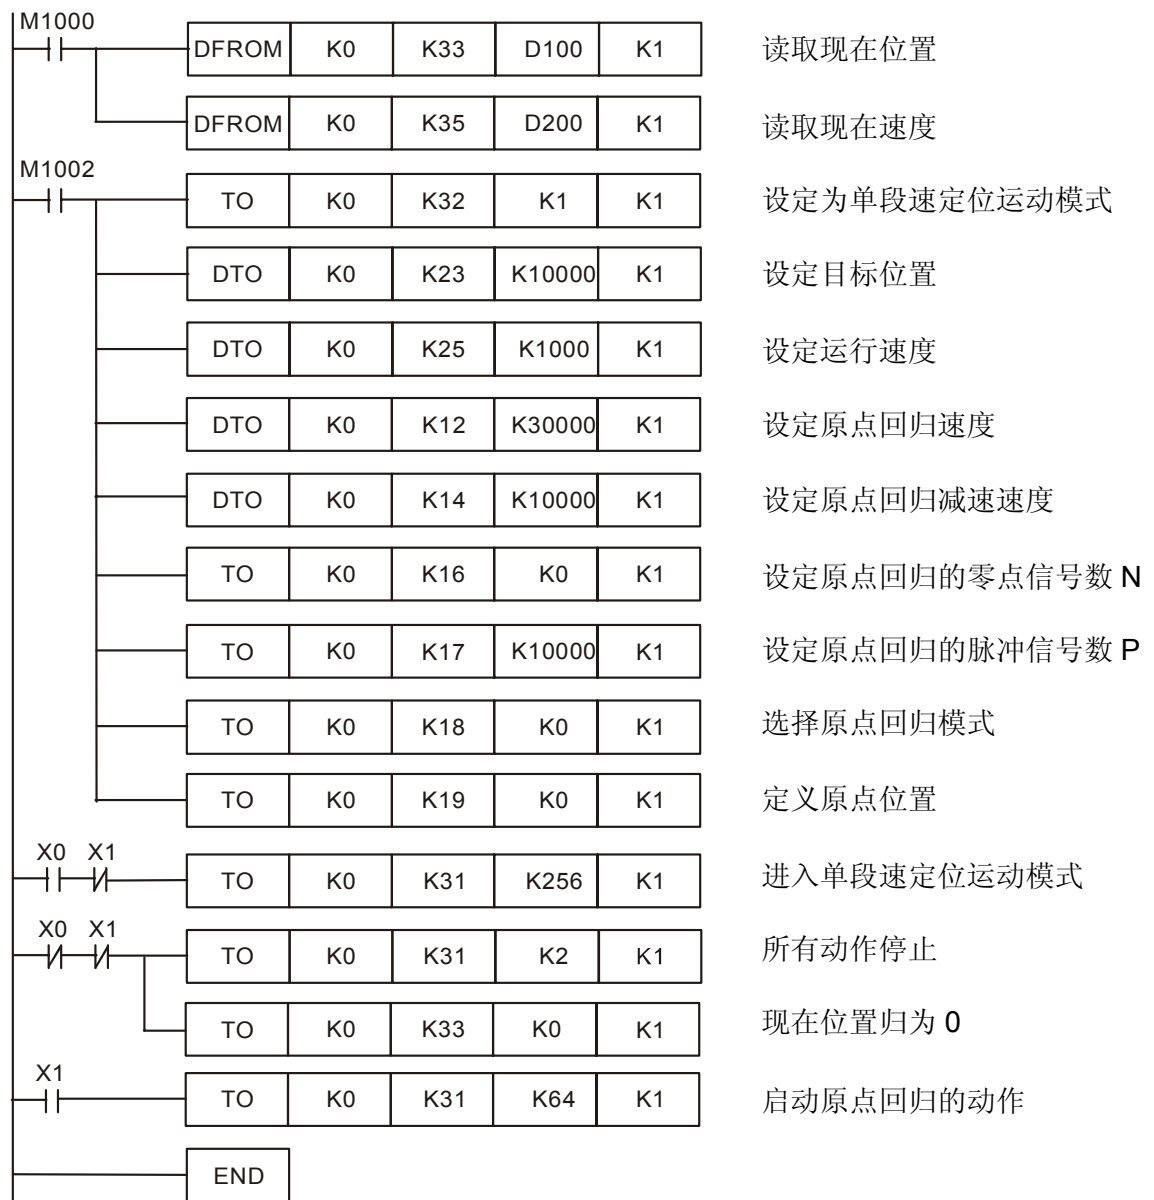 M1000
DFROM K0 K33 D100 K1 读取现在位置
DFROM K0 K35 D200 K1 读取现在速度
M1002
TO K0 K32 K1 K1 设定为单段速定位运动模式
DTO K0 K23 K10000 K1 设定目标位置
DTO K0 K25 K1000 K1 设定运行速度
DTO K0 K12 K30000 K1 设定原点回归速度
DTO K0 K14 K10000 K1 设定原点回归减速速度
TO K0 K16 K0 K1 设定原点回归的零点信号数 N
TO K0 K17 K10000 K1 设定原点回归的脉冲信号数 P
TO K0 K18 K0 K1 选择原点回归模式
TO K0 K19 K0 K1 定义原点位置
X0 X1
TO K0 K31 K256 K1 进入单段速定位运动模式
X0 X1
TO K0 K31 K2 K1 所有动作停止
TO K0 K33 K0 K1 现在位置归为 0
X1
TO K0 K31 K64 K1 启动原点回归的动作
END